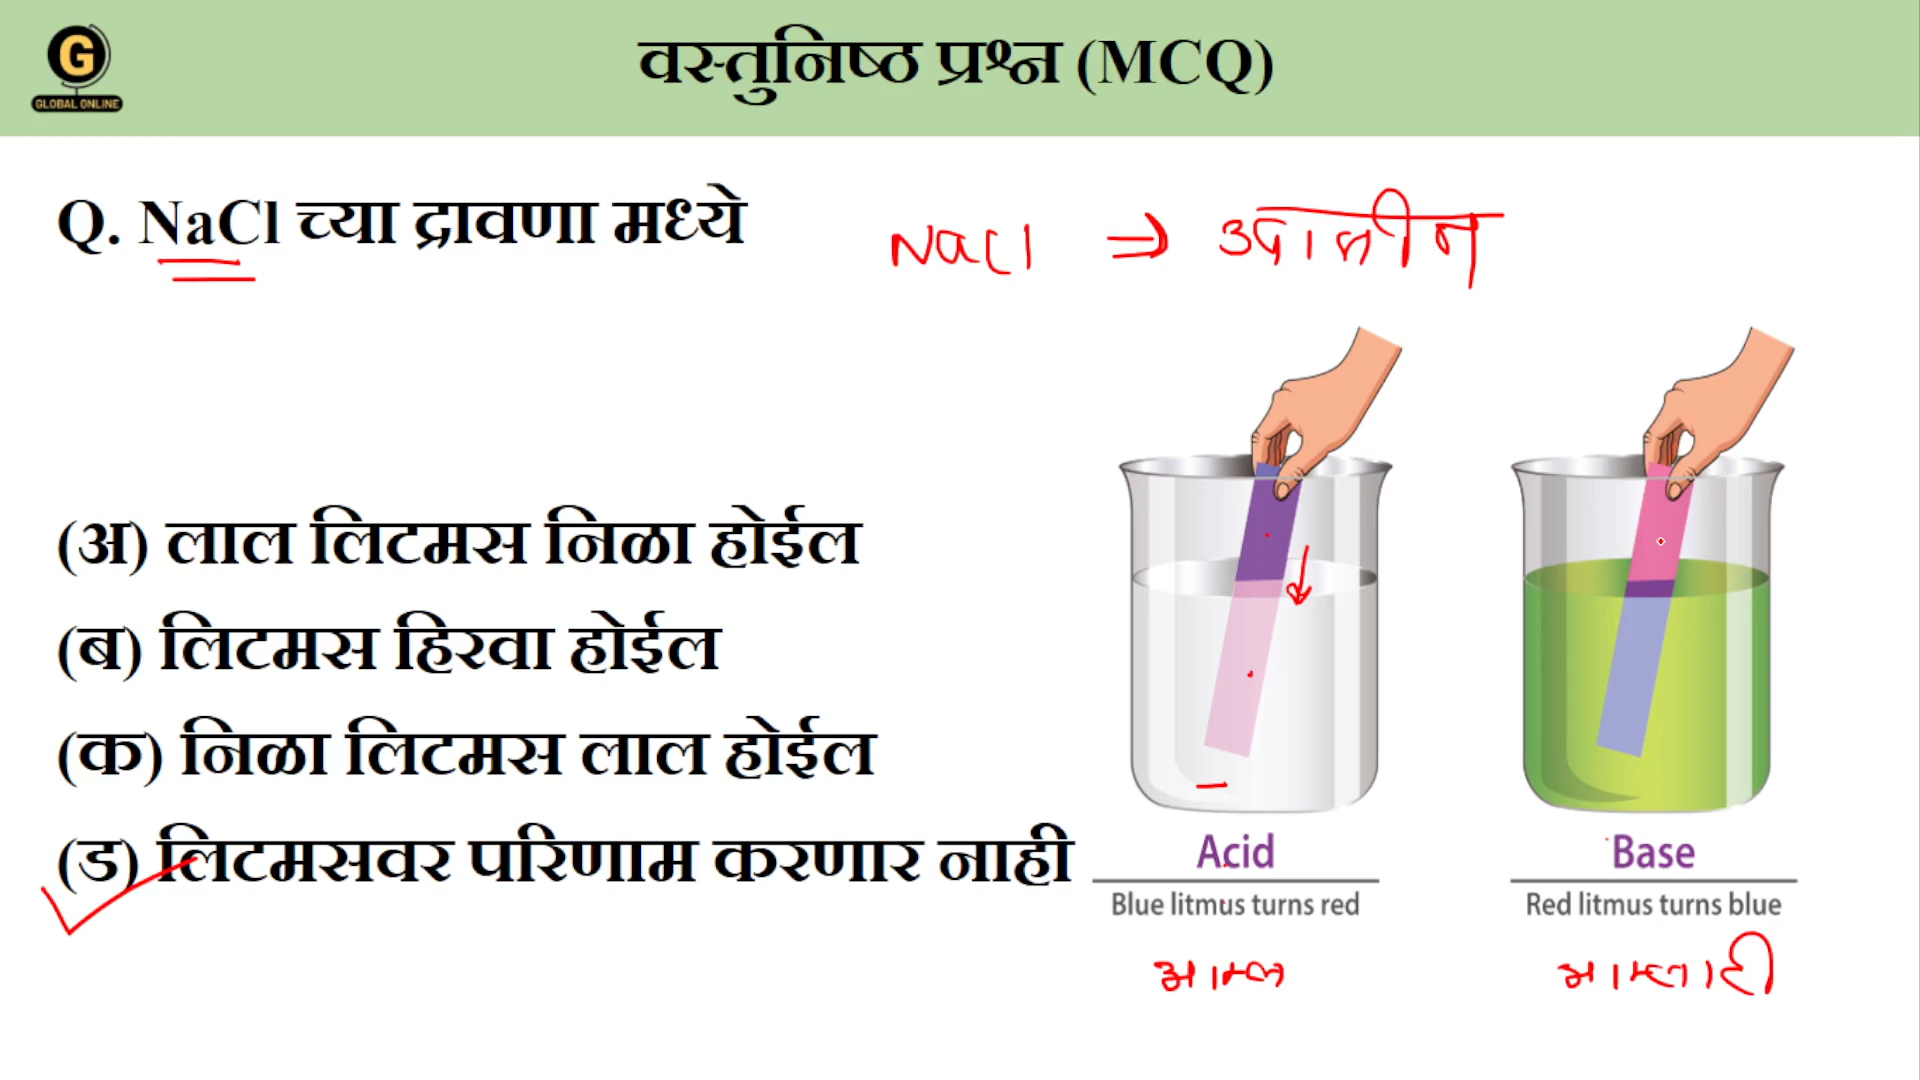 वस्तुनिष्ठ प्रश्न (MCQ)
G
GLOBAL ONLINE
Q. NaCl च्या द्रावणा मध्ये
NaCl ⇒ उदासीन
(अ) लाल लिटमस निळा होईल
(ब) लिटमस हिरवा होईल
(क) निळा लिटमस लाल होईल
(ड) लिटमसवर परिणाम करणार नाही
Acid
Blue litmus turns red
आम्ल
Base
Red litmus turns blue